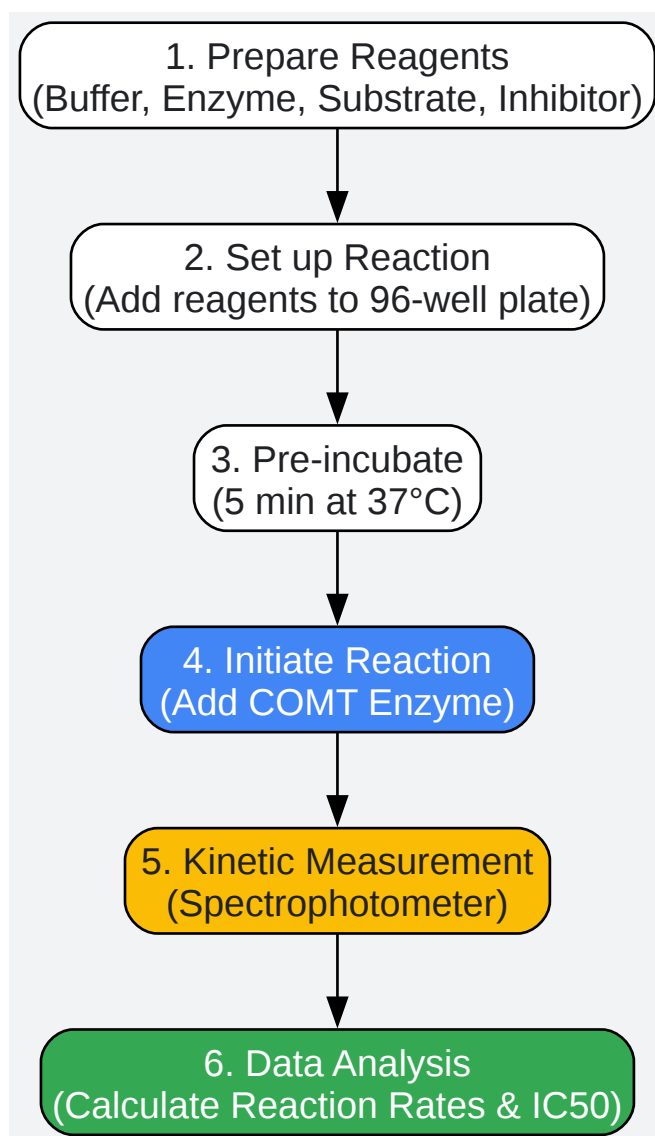 1. Prepare Reagents
(Buffer, Enzyme, Substrate, Inhibitor)
2. Set up Reaction
(Add reagents to 96-well plate)
3. Pre-incubate
(5 min at 37°C)
4. Initiate Reaction
(Add COMT Enzyme)
5. Kinetic Measurement
(Spectrophotometer)
6. Data Analysis
(Calculate Reaction Rates & IC50)